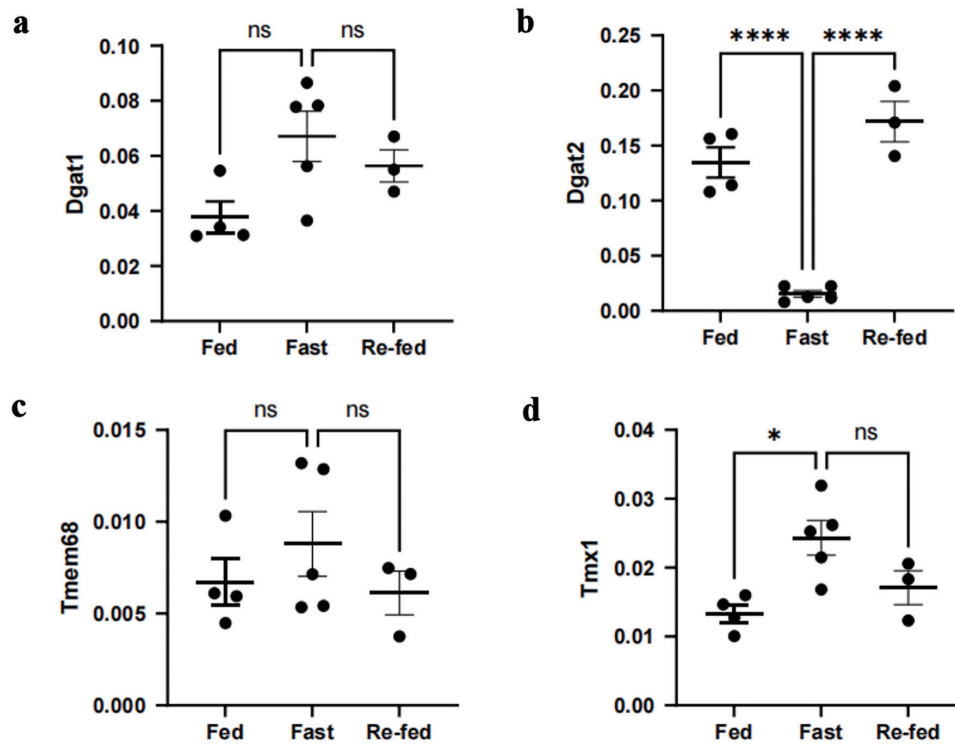 a
ns ns
0.10
0.08
0.06
0.04
0.02
0.00
Dgat1
Fed Fast Re-fed
b
**** ****
0.25
0.20
0.15
0.10
0.05
0.00
Dgat2
Fed Fast Re-fed
c
ns ns
0.015
0.010
0.005
0.000
Tmem68
Fed Fast Re-fed
d
* ns
0.04
0.03
0.02
0.01
0.00
Tmx1
Fed Fast Re-fed